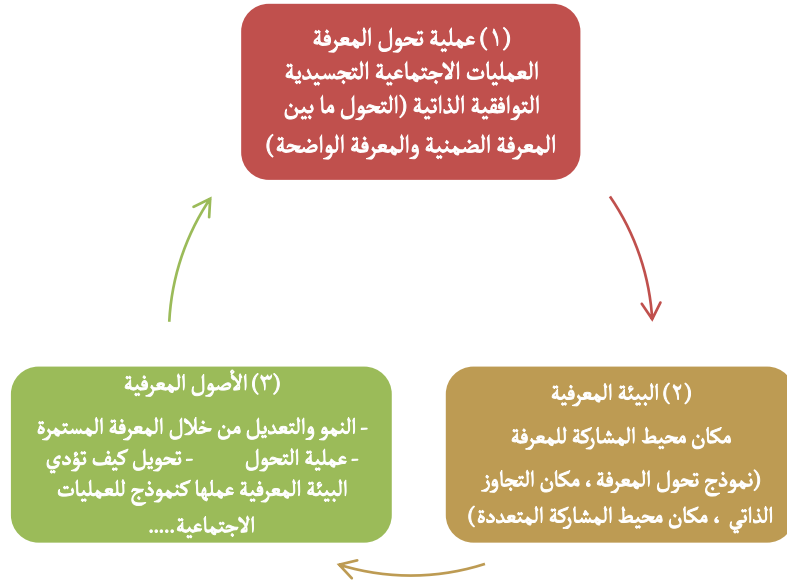 (١) عملية تحول المعرفة
العمليات الاجتماعية التجسيدية
التوافقية الذاتية (التحول ما بين
المعرفة الضمنية والمعرفة الواضحة)
(٢) البيئة المعرفية
مكان محيط المشاركة للمعرفة
(نموذج تحول المعرفة ، مكان التجاوز
الذاتي ، مكان محيط المشاركة المتعددة)
(٣) الأصول المعرفية
- النمو والتعديل من خلال المعرفة المستمرة
- عملية التحول - تحويل كيف تؤدي
البيئة المعرفية عملها كنموذج للعمليات
الاجتماعية.....